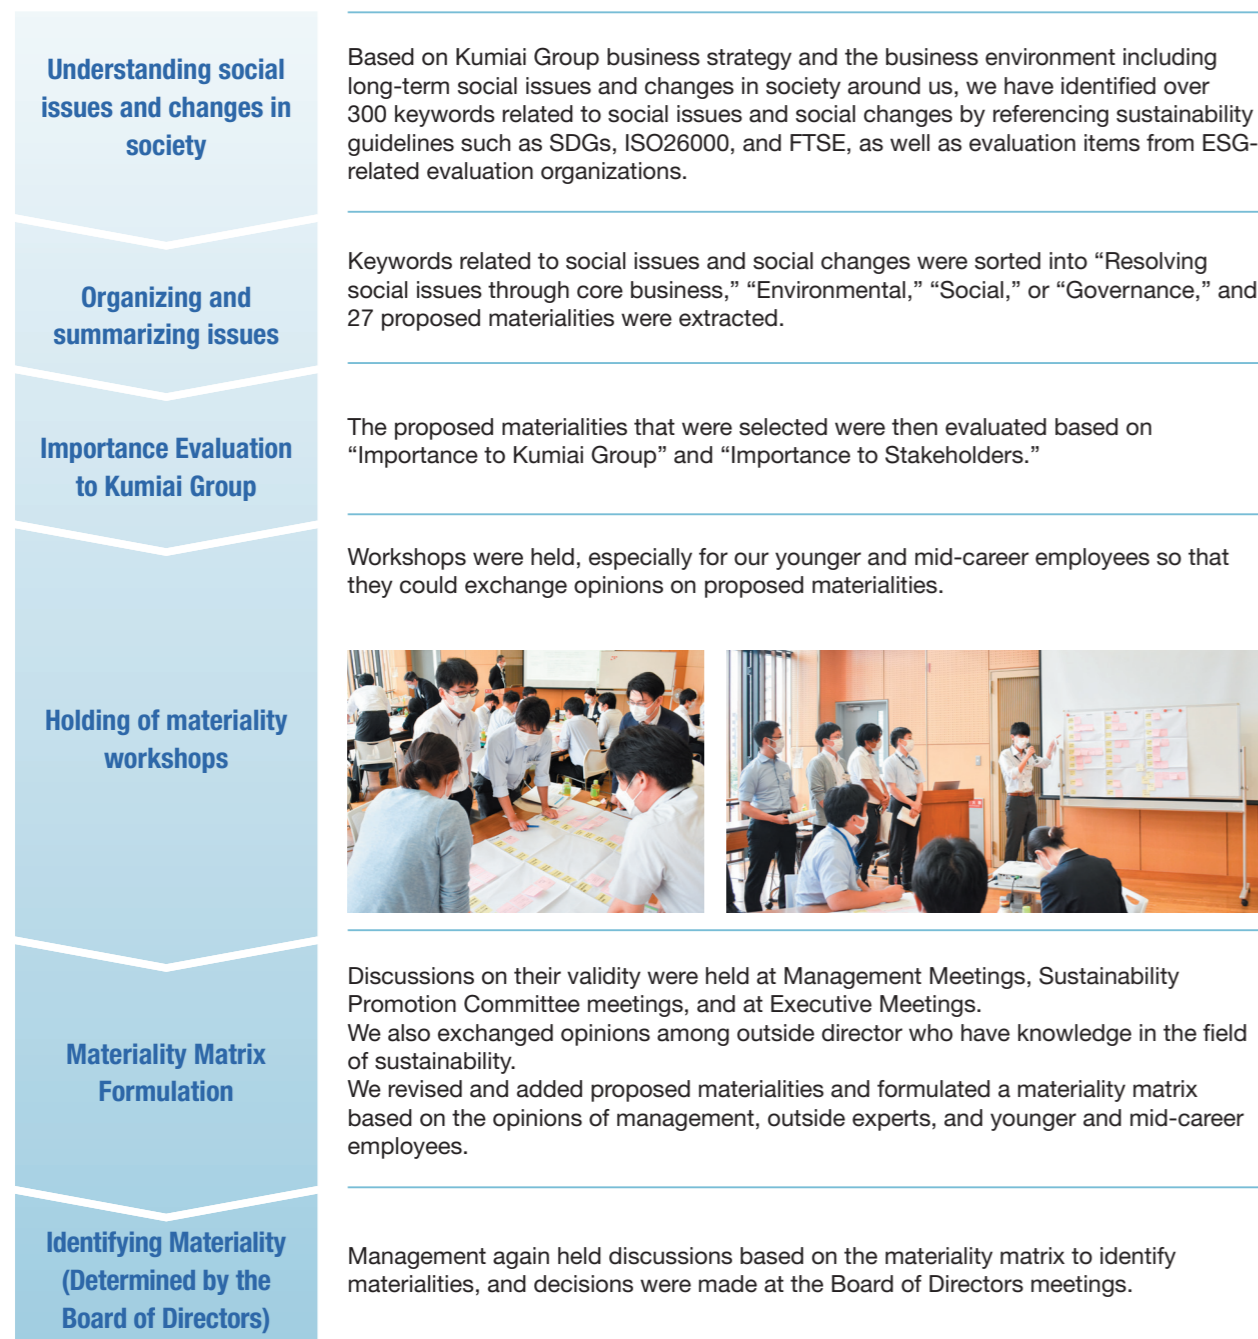 Understanding social
issues and changes in
society
Based on Kumiai Group business strategy and the business environment including
long-term social issues and changes in society around us, we have identified over
300 keywords related to social issues and social changes by referencing sustainability
guidelines such as SDGs, ISO26000, and FTSE, as well as evaluation items from ESG-
related evaluation organizations.
Organizing and
summarizing issues
Keywords related to social issues and social changes were sorted into “Resolving
social issues through core business,” “Environmental,” “Social,” or “Governance,” and
27 proposed materialities were extracted.
Importance Evaluation
to Kumiai Group
The proposed materialities that were selected were then evaluated based on
“Importance to Kumiai Group” and “Importance to Stakeholders.”
Holding of materiality
workshops
Workshops were held, especially for our younger and mid-career employees so that
they could exchange opinions on proposed materialities.
Materiality Matrix
Formulation
Discussions on their validity were held at Management Meetings, Sustainability
Promotion Committee meetings, and at Executive Meetings.
We also exchanged opinions among outside director who have knowledge in the field
of sustainability.
We revised and added proposed materialities and formulated a materiality matrix
based on the opinions of management, outside experts, and younger and mid-career
employees.
Identifying Materiality
(Determined by the
Board of Directors)
Management again held discussions based on the materiality matrix to identify
materialities, and decisions were made at the Board of Directors meetings.